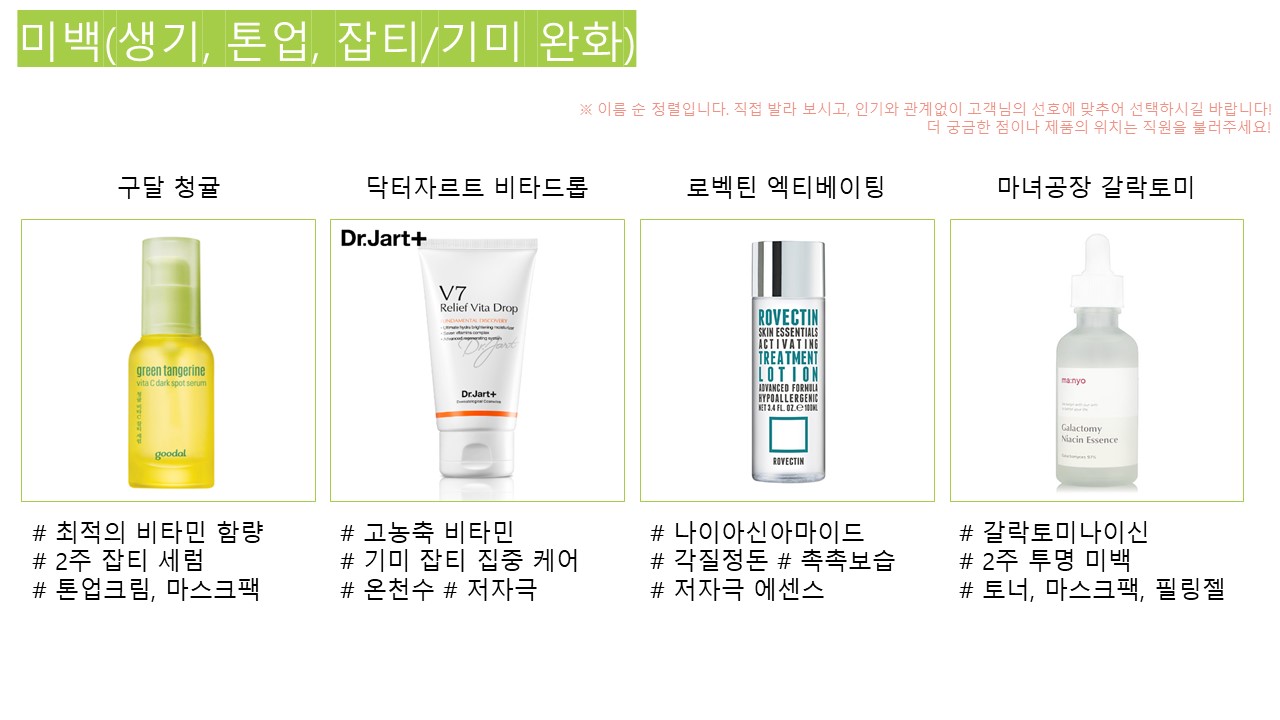 미백(생기, 톤업, 잡티/기미 완화)
※ 이름 순 정렬입니다. 직접 발라 보시고, 인기와 관계없이 고객님의 선호에 맞추어 선택하시길 바랍니다!
더 궁금한 점이나 제품의 위치는 직원을 불러주세요!
구달 청귤
green tangerine
vita C dark spot serum
goodal
# 최적의 비타민 함량
# 2주 잡티 세럼
# 톤업크림, 마스크팩
닥터자르트 비타드롭
Dr.Jart+
V7
Relief Vita Drop
FUNDAMENTAL DISCOVERY
Dr.Jart+
Dr.Jart+
# 고농축 비타민
# 기미 잡티 집중 케어
# 온천수 # 저자극
로벡틴 엑티베이팅
ROVECTIN
SKIN ESSENTIALS
ACTIVATING
TREATMENT
LOTION
ADVANCED FORMULA
HYPOALLERGENIC
NET 3.4 FL. OZ. ℮ 100ML
ROVECTIN
# 나이아신아마이드
# 각질정돈 # 촉촉보습
# 저자극 에센스
마녀공장 갈락토미
ma:nyo
Galactomy
Niacin Essence
# 갈락토미나이신
# 2주 투명 미백
# 토너, 마스크팩, 필링젤